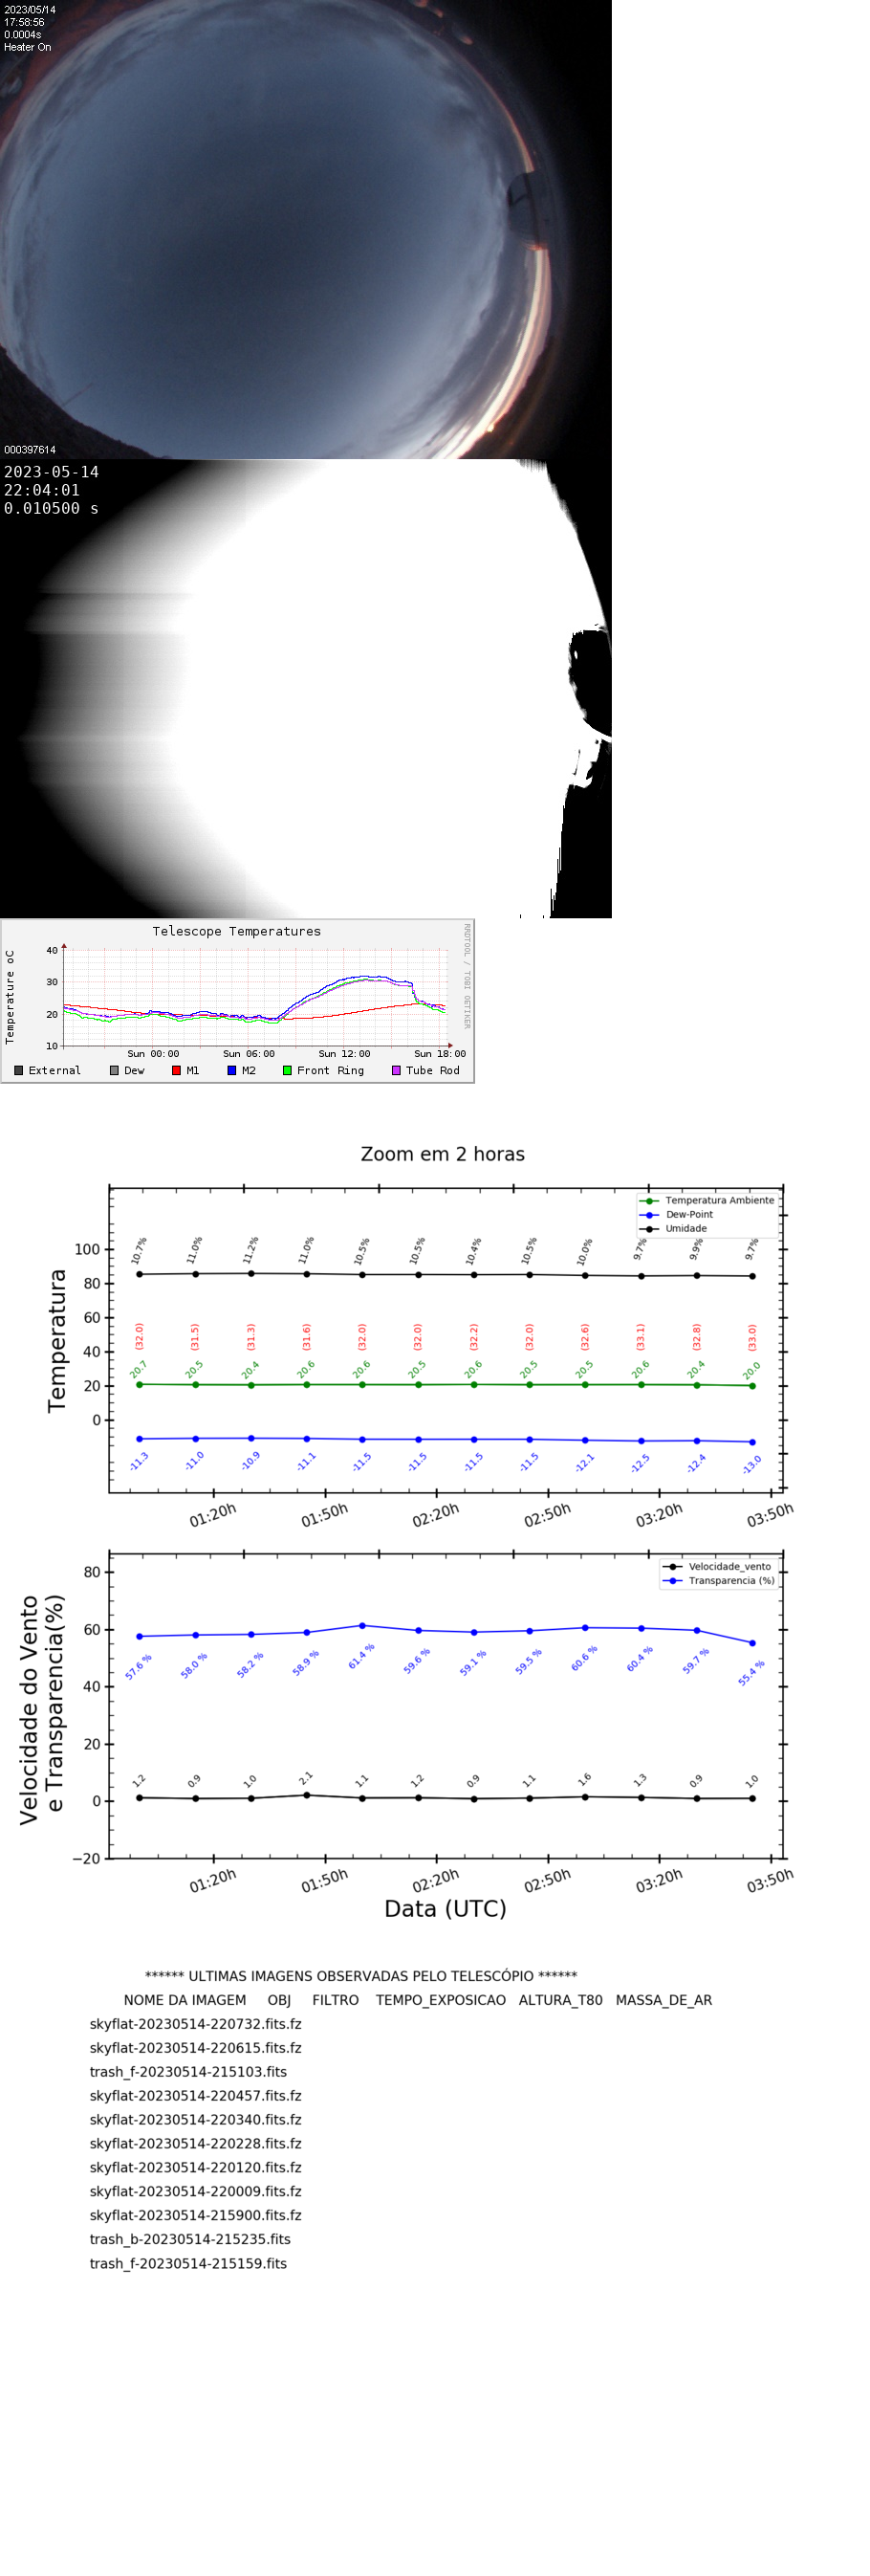 2023/05/14
17:58:56
0.0004s
Heater On
000397614
2023-05-14
22:04:01
0.010500 s
Telescope Temperatures
RRDTOOL / TOBI OETIKER
Temperature oC
40
30
20
10
Sun 00:00 Sun 06:00 Sun 12:00 Sun 18:00
External Dew M1 M2 Front Ring Tube Rod
Zoom em 2 horas
Temperatura Ambiente
Dew-Point
Umidade
Temperatura
100
80
60
40
20
0
10.7% 11.0% 11.2% 11.0% 10.5% 10.5% 10.4% 10.5% 10.0% 9.7% 9.9% 9.7%
(32.0) (31.5) (31.3) (31.6) (32.0) (32.0) (32.2) (32.0) (32.6) (33.1) (32.8) (33.0)
20.7 20.5 20.4 20.6 20.6 20.5 20.6 20.5 20.5 20.6 20.4 20.0
-11.3 -11.0 -10.9 -11.1 -11.5 -11.5 -11.5 -11.5 -12.1 -12.5 -12.4 -13.0
01:20h 01:50h 02:20h 02:50h 03:20h 03:50h
Velocidade_vento
Transparencia (%)
Velocidade do Vento
e Transparencia(%)
80
60
40
20
0
−20
57.6 % 58.0 % 58.2 % 58.9 % 61.4 % 59.6 % 59.1 % 59.5 % 60.6 % 60.4 % 59.7 % 55.4 %
1.2 0.9 1.0 2.1 1.1 1.2 0.9 1.1 1.6 1.3 0.9 1.0
01:20h 01:50h 02:20h 02:50h 03:20h 03:50h
Data (UTC)
****** ULTIMAS IMAGENS OBSERVADAS PELO TELESCÓPIO ******
NOME DA IMAGEM OBJ FILTRO TEMPO_EXPOSICAO ALTURA_T80 MASSA_DE_AR
skyflat-20230514-220732.fits.fz
skyflat-20230514-220615.fits.fz
trash_f-20230514-215103.fits
skyflat-20230514-220457.fits.fz
skyflat-20230514-220340.fits.fz
skyflat-20230514-220228.fits.fz
skyflat-20230514-220120.fits.fz
skyflat-20230514-220009.fits.fz
skyflat-20230514-215900.fits.fz
trash_b-20230514-215235.fits
trash_f-20230514-215159.fits